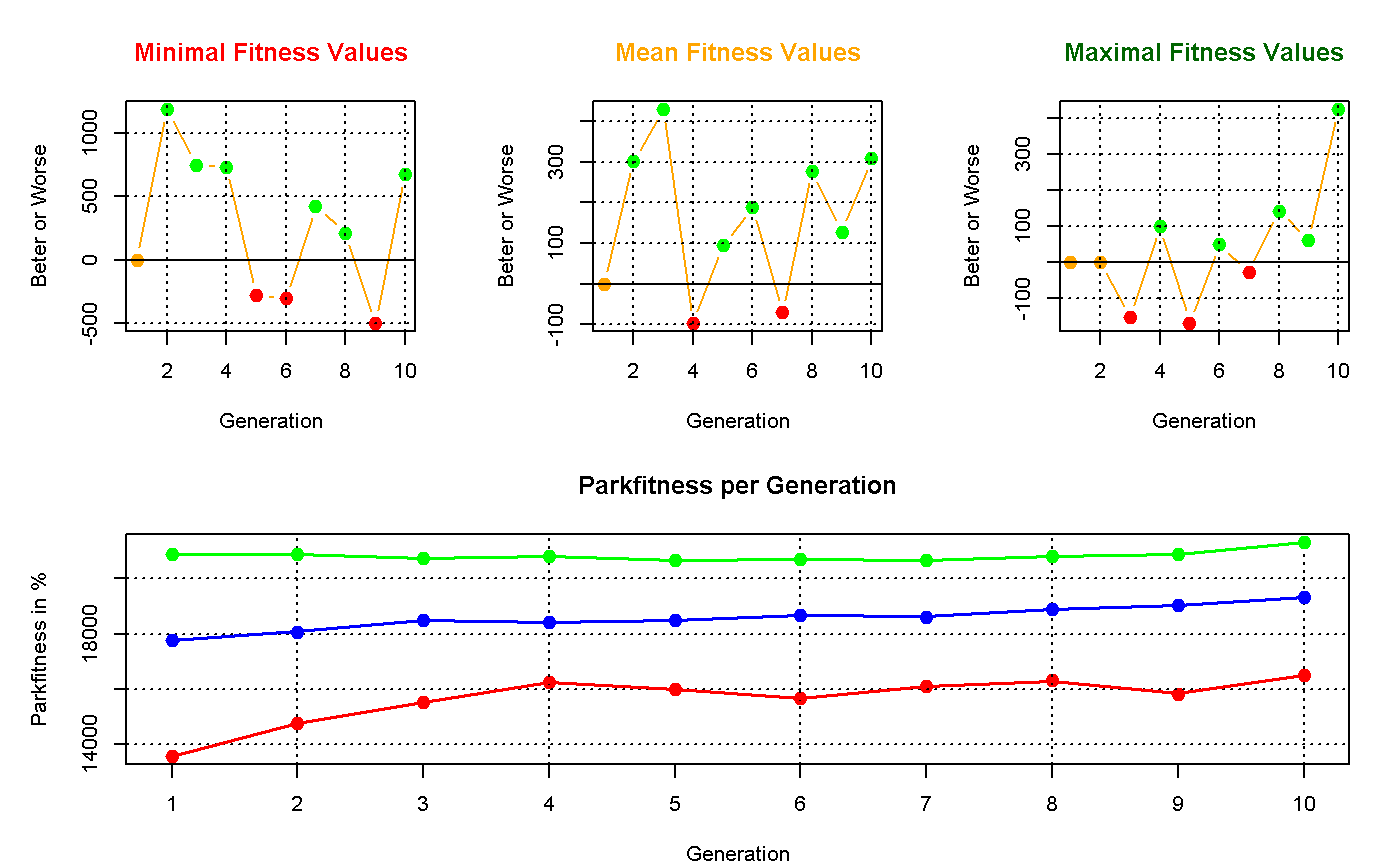 Minimal Fitness Values
Mean Fitness Values
Maximal Fitness Values
Beter or Worse
-500 0 500 1000
2 4 6 8 10
Generation
Beter or Worse
-100 100 300
2 4 6 8 10
Generation
Beter or Worse
-100 100 300
2 4 6 8 10
Generation
Parkfitness per Generation
Parkfitness in %
14000 18000
1 2 3 4 5 6 7 8 9 10
Generation